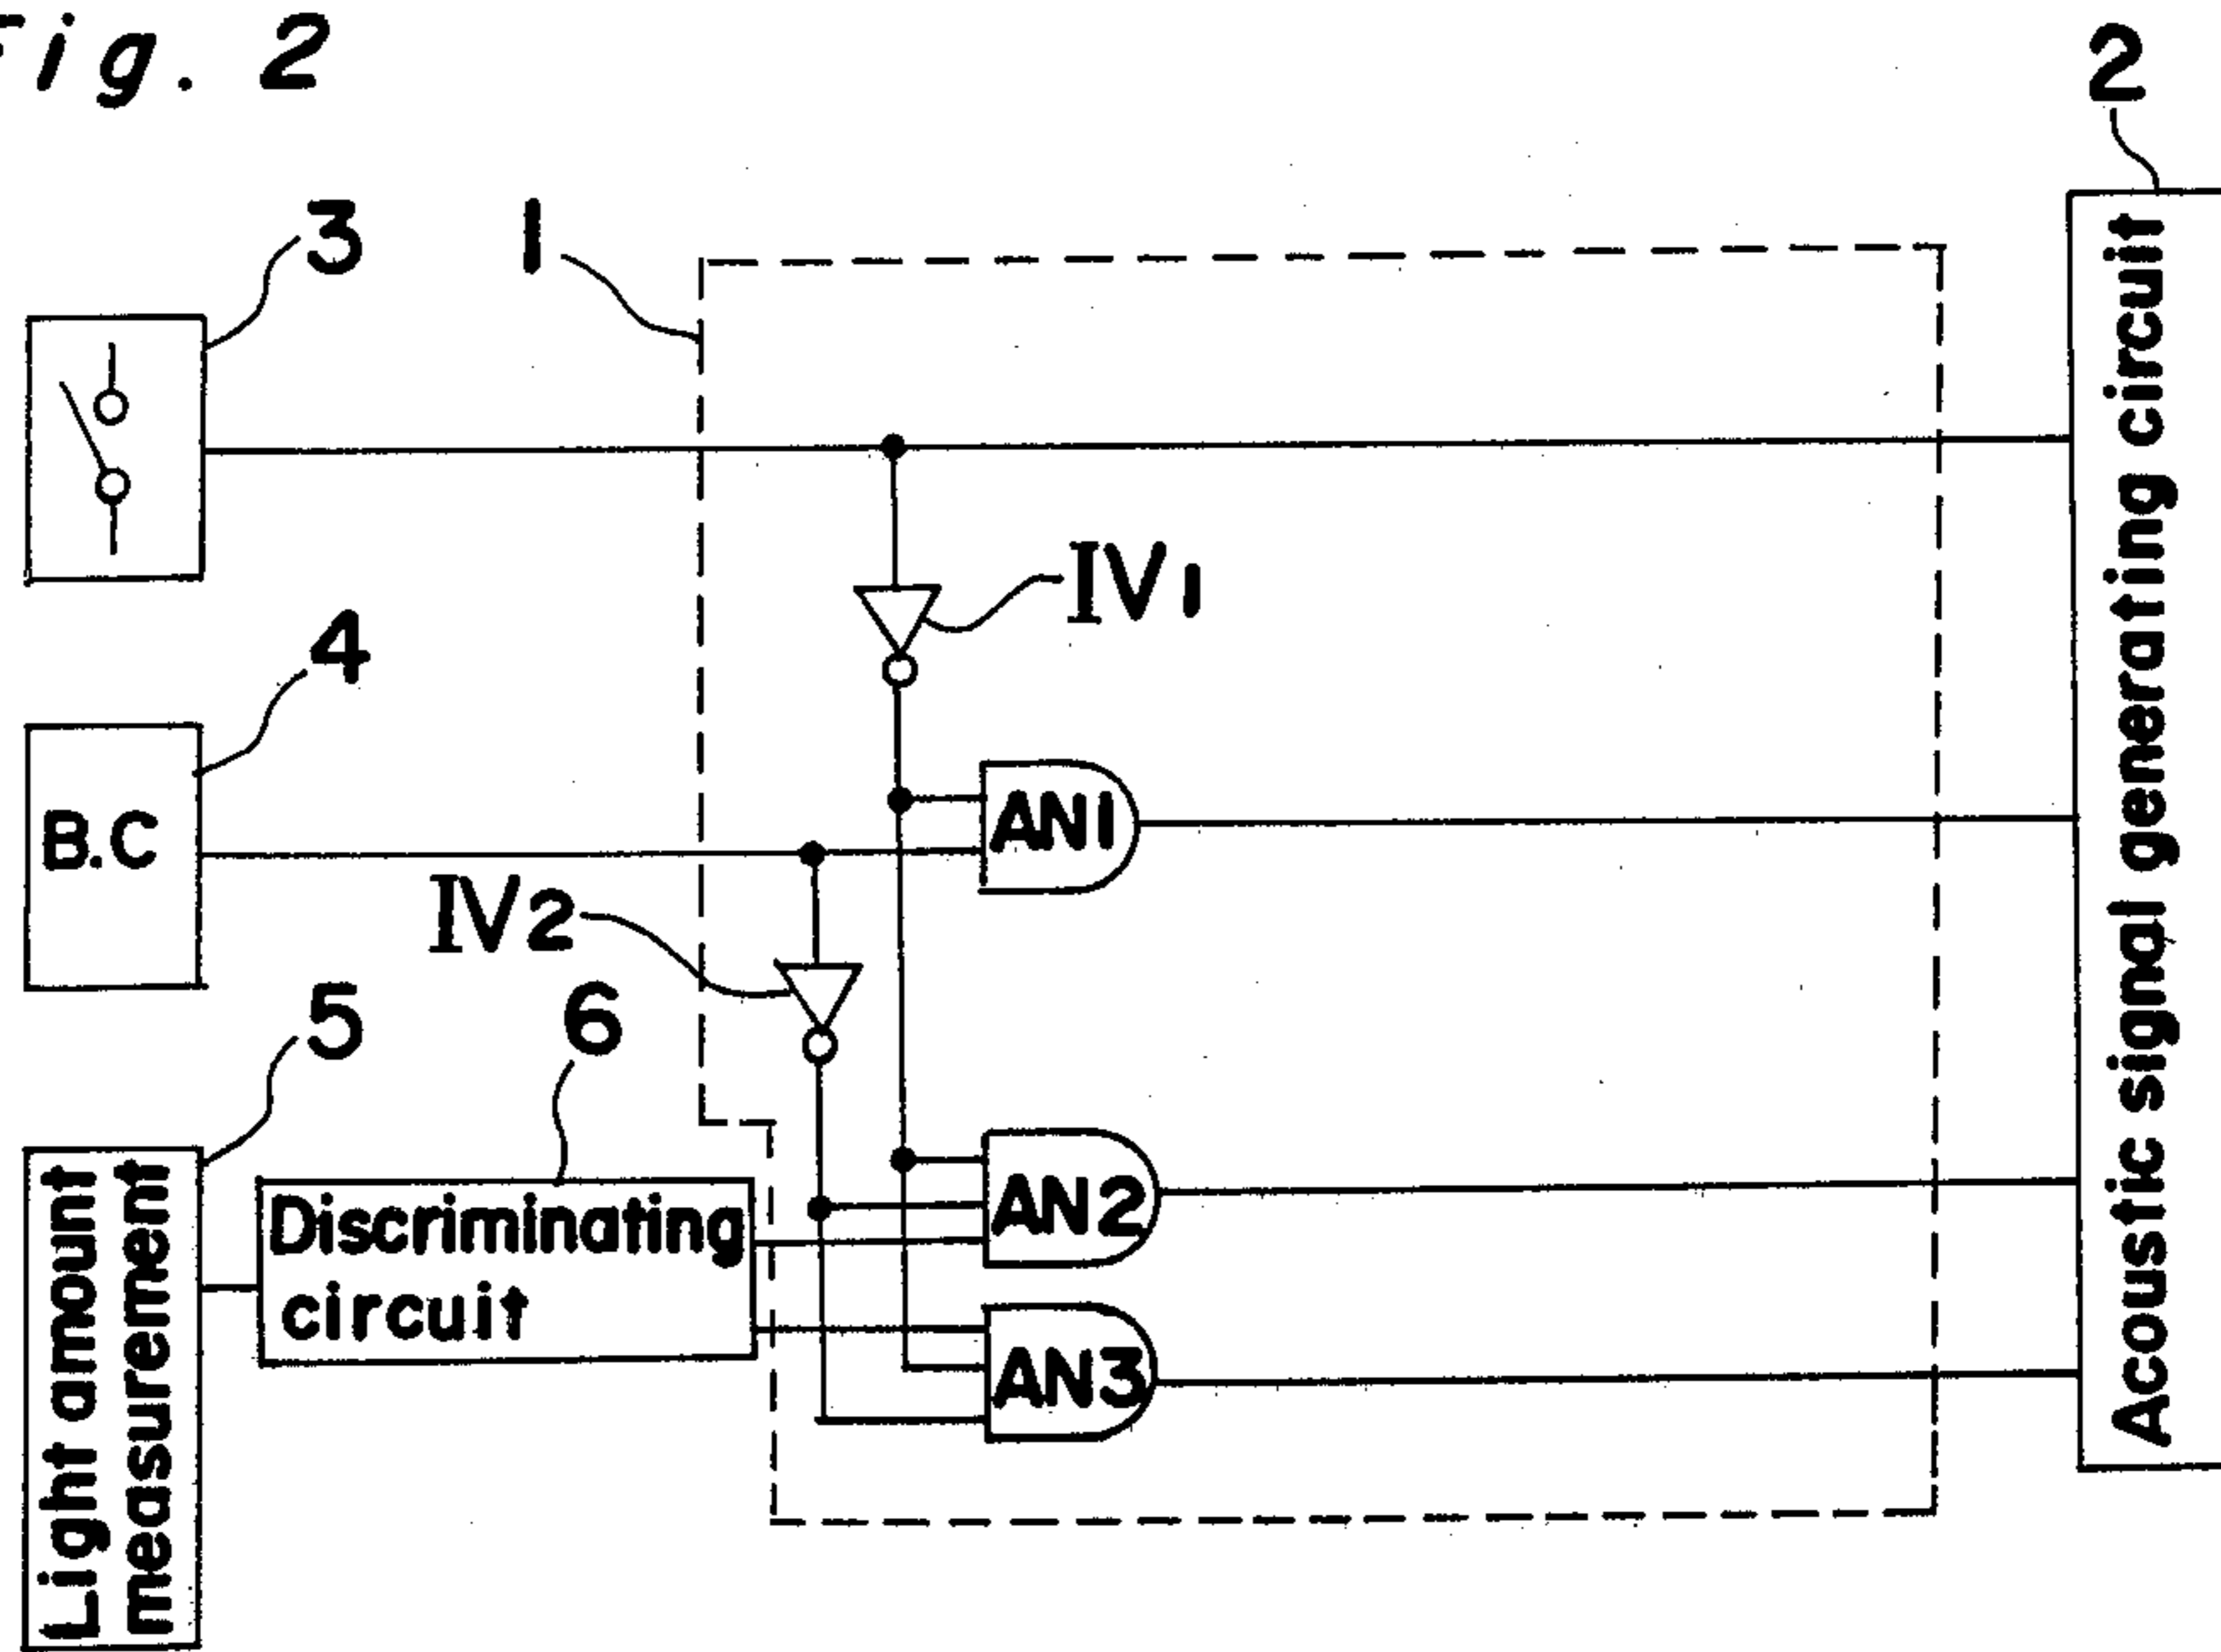 Fig. 2
2
3
1
IV1
4
B.C
AN1
IV2
5
6
Light amount
measurement
Discriminating
circuit
AN2
AN3
Acoustic signal generating circuit